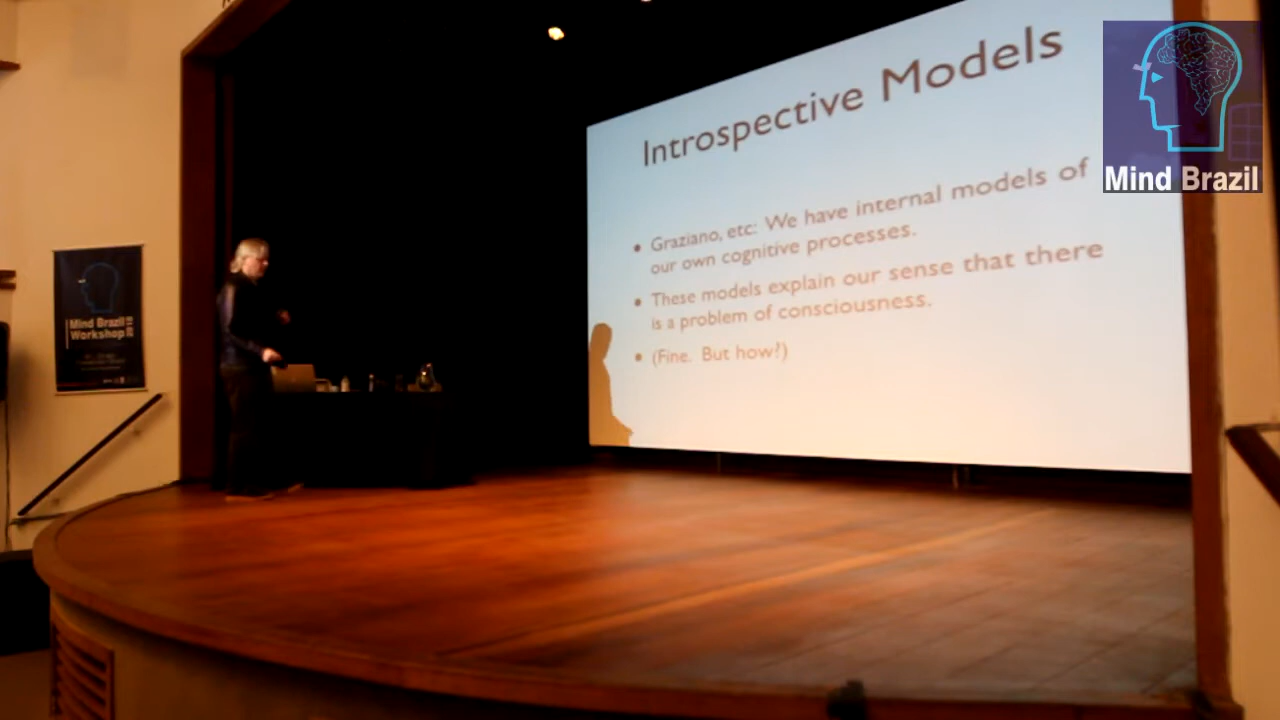 Introspective Models
• Graziano, etc: We have internal models of
our own cognitive processes.
• These models explain our sense that there
is a problem of consciousness.
• (Fine. But how?)
Mind Brazil
Mind Brazil
Workshop